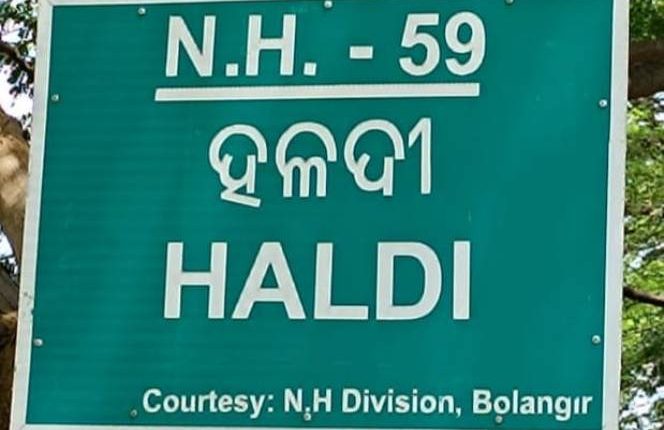 N.H. - 59
ହଳଦୀ
HALDI
Courtesy: N.H Division, Bolangir